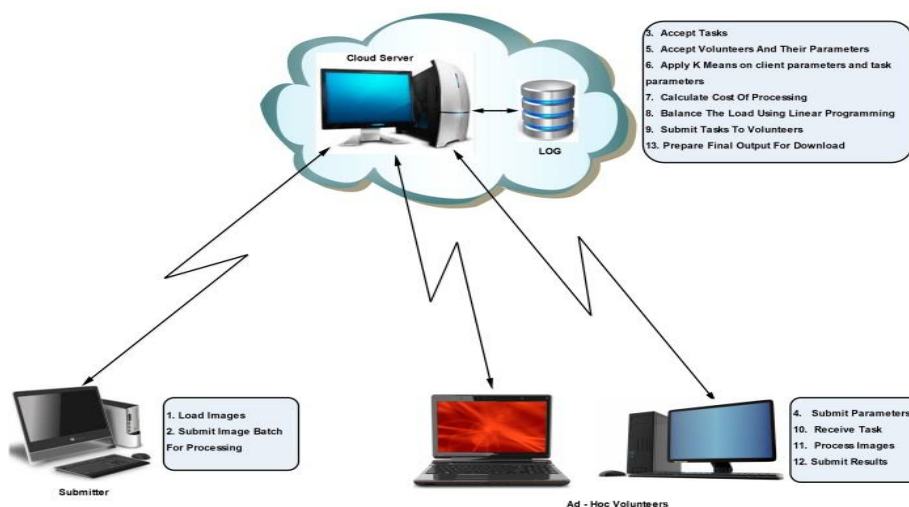 3. Accept Tasks
5. Accept Volunteers And Their Parameters
6. Apply K Means on client parameters and task
parameters
7. Calculate Cost Of Processing
8. Balance The Load Using Linear Programming
9. Submit Tasks To Volunteers
13. Prepare Final Output For Download
Cloud Server
LOG
1. Load Images
2. Submit Image Batch
For Processing
Submitter
4. Submit Parameters
10. Receive Task
11. Process Images
12. Submit Results
Ad - Hoc Volunteers